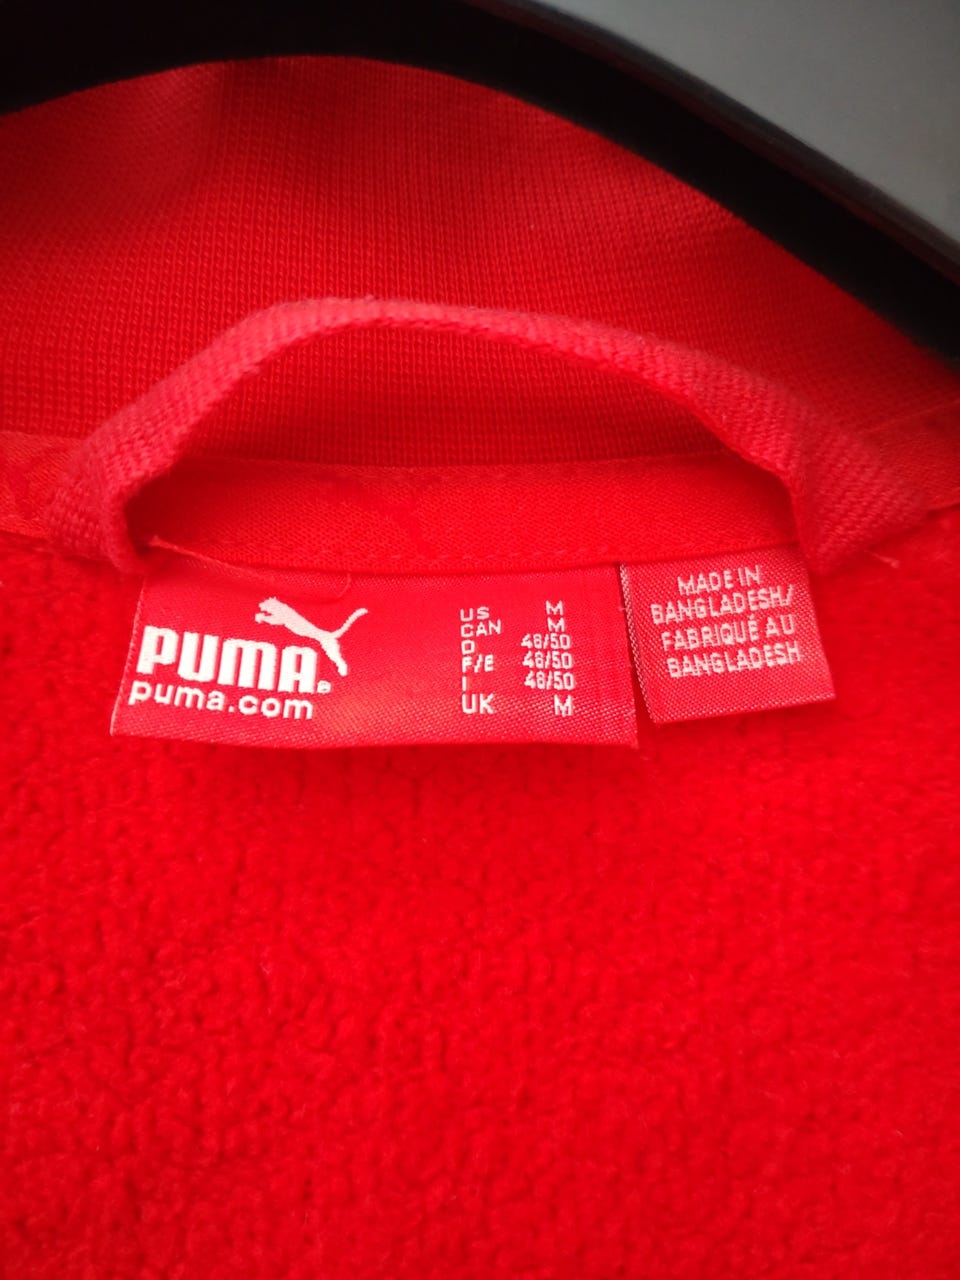 PUMA®
puma.com
US M
CAN M
D 48/50
F/E 48/50
I 48/50
UK M
MADE IN
BANGLADESH/
FABRIQUÉ AU
BANGLADESH